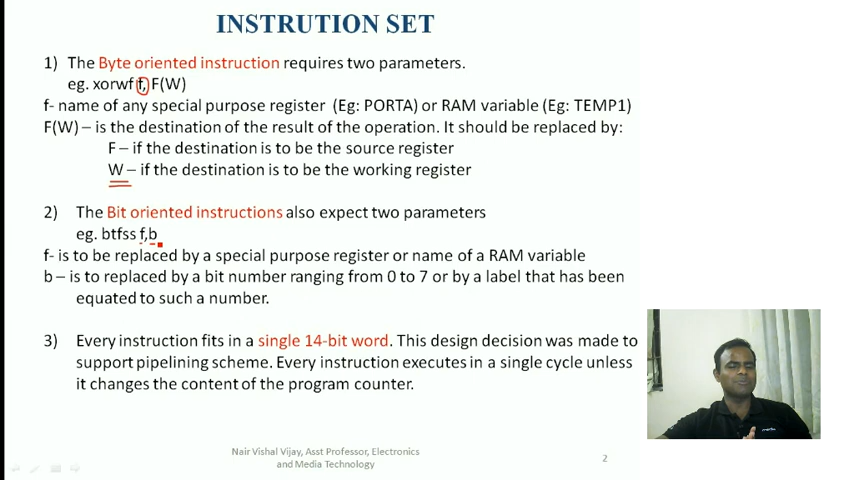 INSTRUTION SET
1) The Byte oriented instruction requires two parameters.
eg. xorwf f, F(W)
f- name of any special purpose register (Eg: PORTA) or RAM variable (Eg: TEMP1)
F(W) – is the destination of the result of the operation. It should be replaced by:
F – if the destination is to be the source register
W – if the destination is to be the working register
2) The Bit oriented instructions also expect two parameters
eg. btfss f,b
f- is to be replaced by a special purpose register or name of a RAM variable
b – is to replaced by a bit number ranging from 0 to 7 or by a label that has been
equated to such a number.
3) Every instruction fits in a single 14-bit word. This design decision was made to
support pipelining scheme. Every instruction executes in a single cycle unless
it changes the content of the program counter.
Nair Vishal Vijay, Asst Professor, Electronics
and Media Technology
2